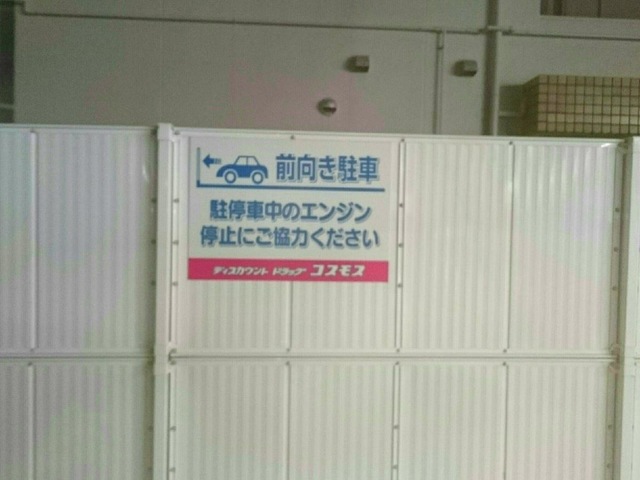 前向き駐車
駐停車中のエンジン
停止にご協力ください
ディスカウント ドラッグ コスモス